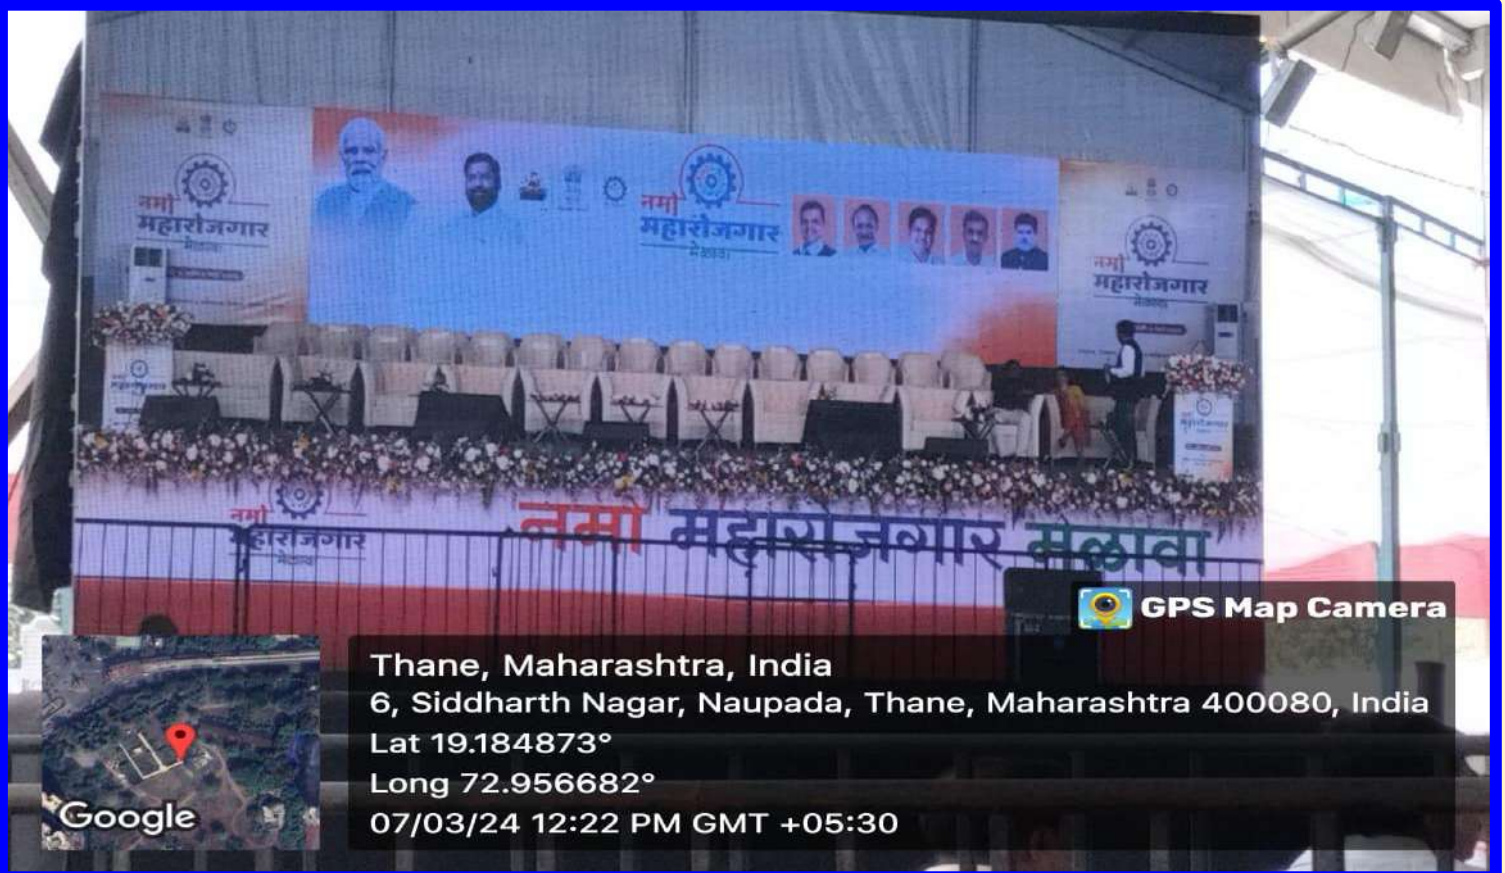 नमो
महारोजगार
मेळावा
नमो
महारोजगार
मेळावा
नमो
महारोजगार
मेळावा
नमो
महारोजगार
मेळावा
नमो महारोजगार मेळावा
GPS Map Camera
Thane, Maharashtra, India
6, Siddharth Nagar, Naupada, Thane, Maharashtra 400080, India
Lat 19.184873°
Long 72.956682°
07/03/24 12:22 PM GMT +05:30
Google